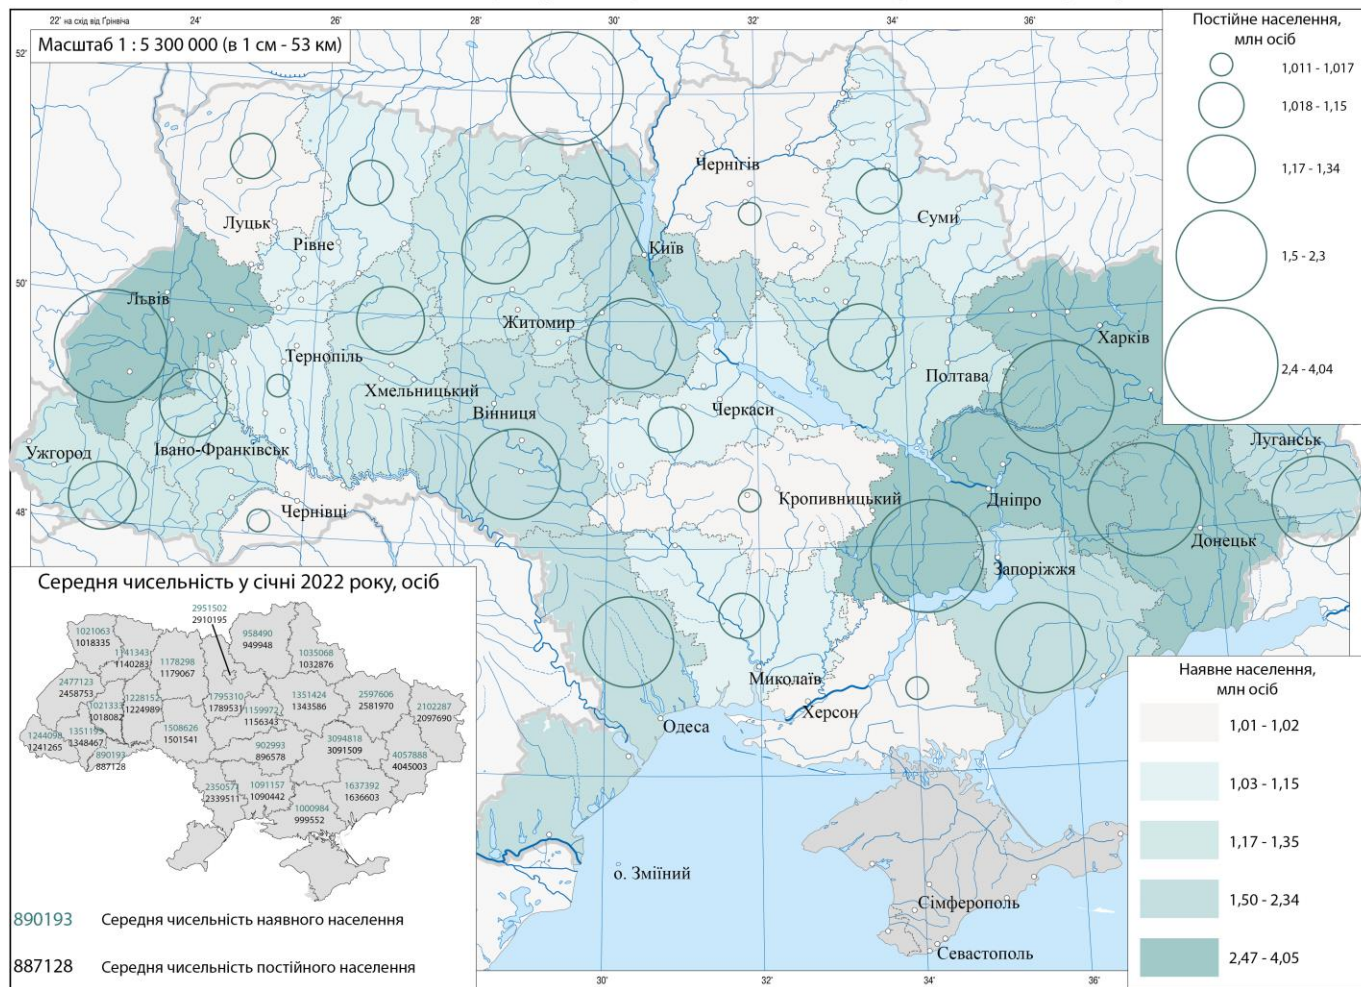 22' на схід від Ґрінвіча
24'
26'
28'
30'
32'
34'
36'
52'
50'
48'
Масштаб 1 : 5 300 000 (в 1 см - 53 км)
Постійне населення,
млн осіб
1,011 - 1,017
1,018 - 1,15
1,17 - 1,34
1,5 - 2,3
2,4 - 4,04
Чернігів
Луцьк
Суми
Рівне
Київ
Львів
Житомир
Харків
Тернопіль
Хмельницький
Полтава
Вінниця
Черкаси
Луганськ
Ужгород
Івано-Франківськ
Кропивницький
Дніпро
Чернівці
Донецьк
Запоріжжя
Миколаїв
Херсон
Одеса
о. Зміїний
Сімферополь
Севастополь
Середня чисельність у січні 2022 року, осіб
2951502
2910195
1021063
1018335
1141343
1140283
1178298
1179067
958490
949948
1035068
1032876
2477123
2458753
1021333
1018082
1228152
1224989
1795310
1789531
1159972
1156343
1351424
1343586
2597606
2581970
2102287
2097690
1244098
1241265
1351193
1348467
890193
887128
1508626
1501541
902993
896578
3094818
3091509
4057888
4045003
2350571
2339511
1091157
1090442
1000984
999552
1637392
1636603
890193 Середня чисельність наявного населення
887128 Середня чисельність постійного населення
Наявне населення,
млн осіб
1,01 - 1,02
1,03 - 1,15
1,17 - 1,35
1,50 - 2,34
2,47 - 4,05
30'
32'
34'
36'